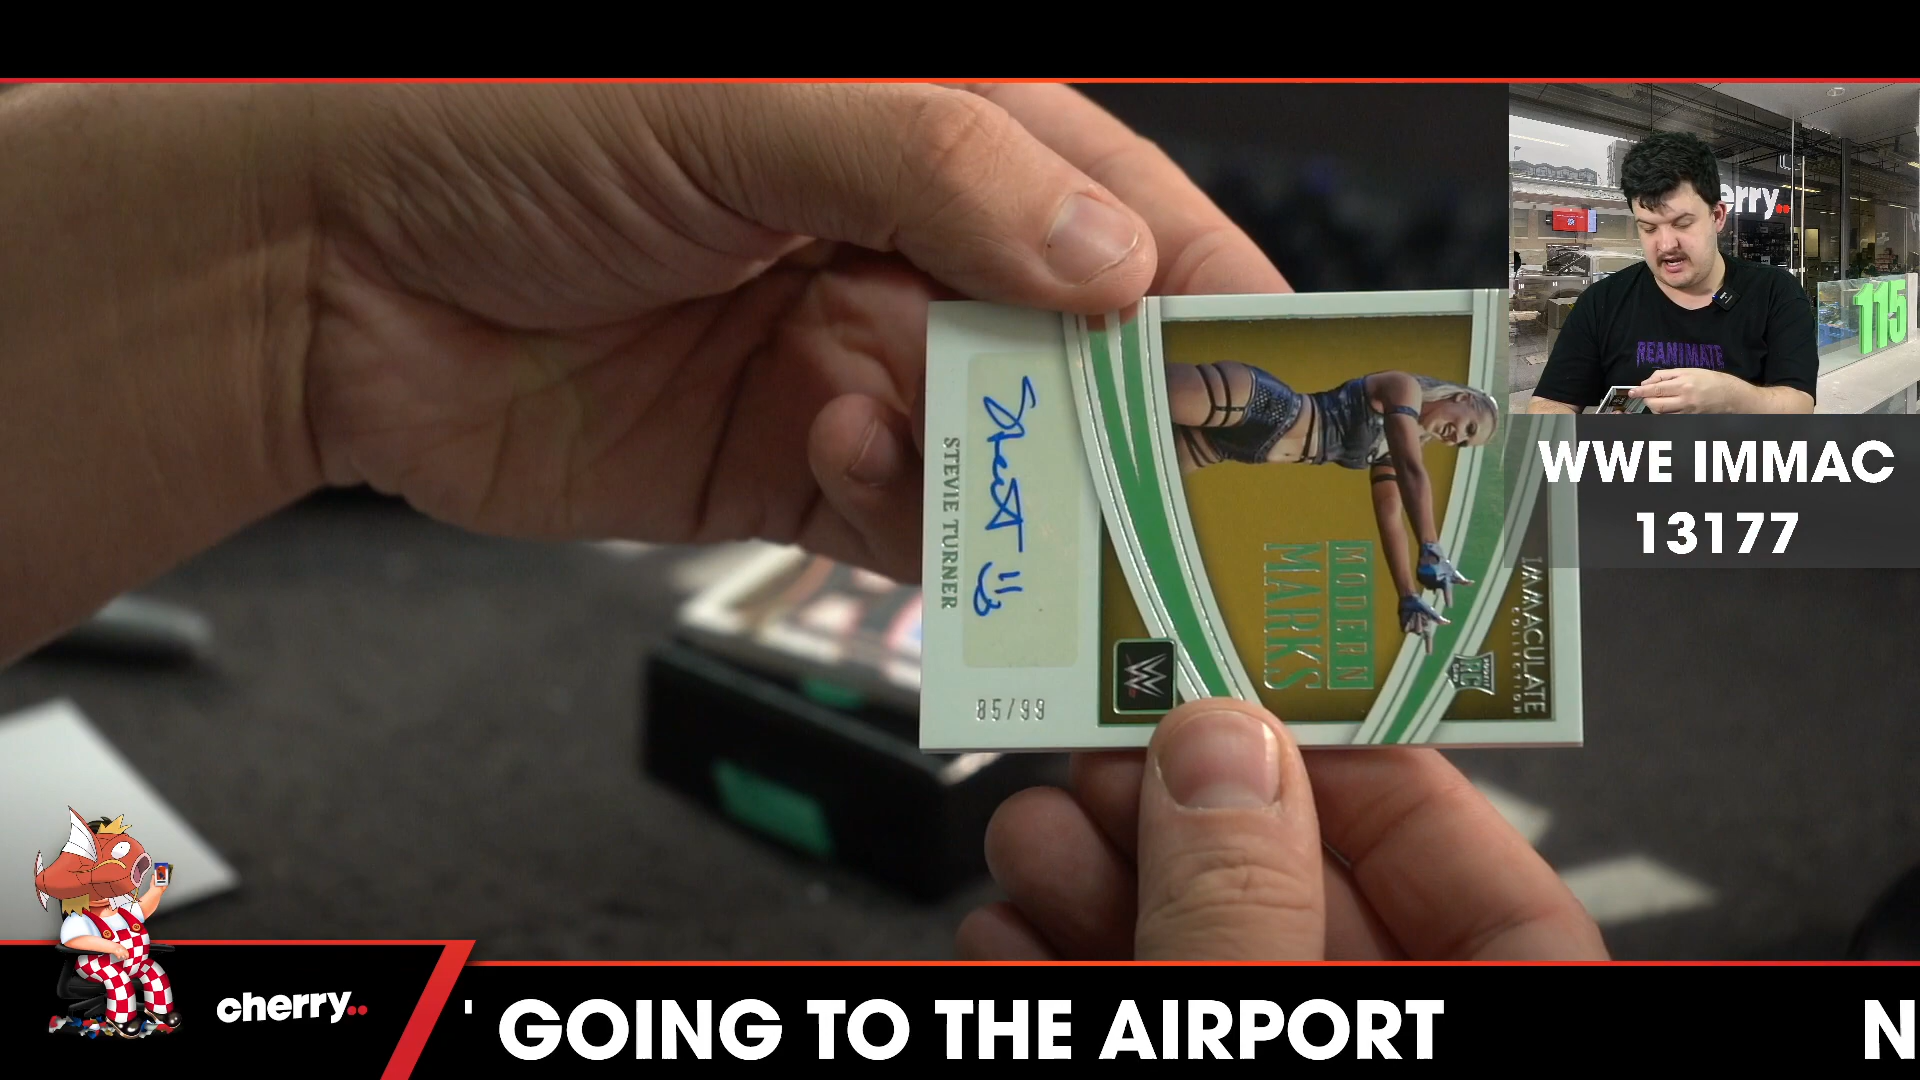 erry..
115
REANIMATE
WWE IMMAC
13177
IMMACULATE
COLLECTION
RC
MODERN
MARKS
W
STEVIE TURNER
85/99
cherry..
' GOING TO THE AIRPORT
N